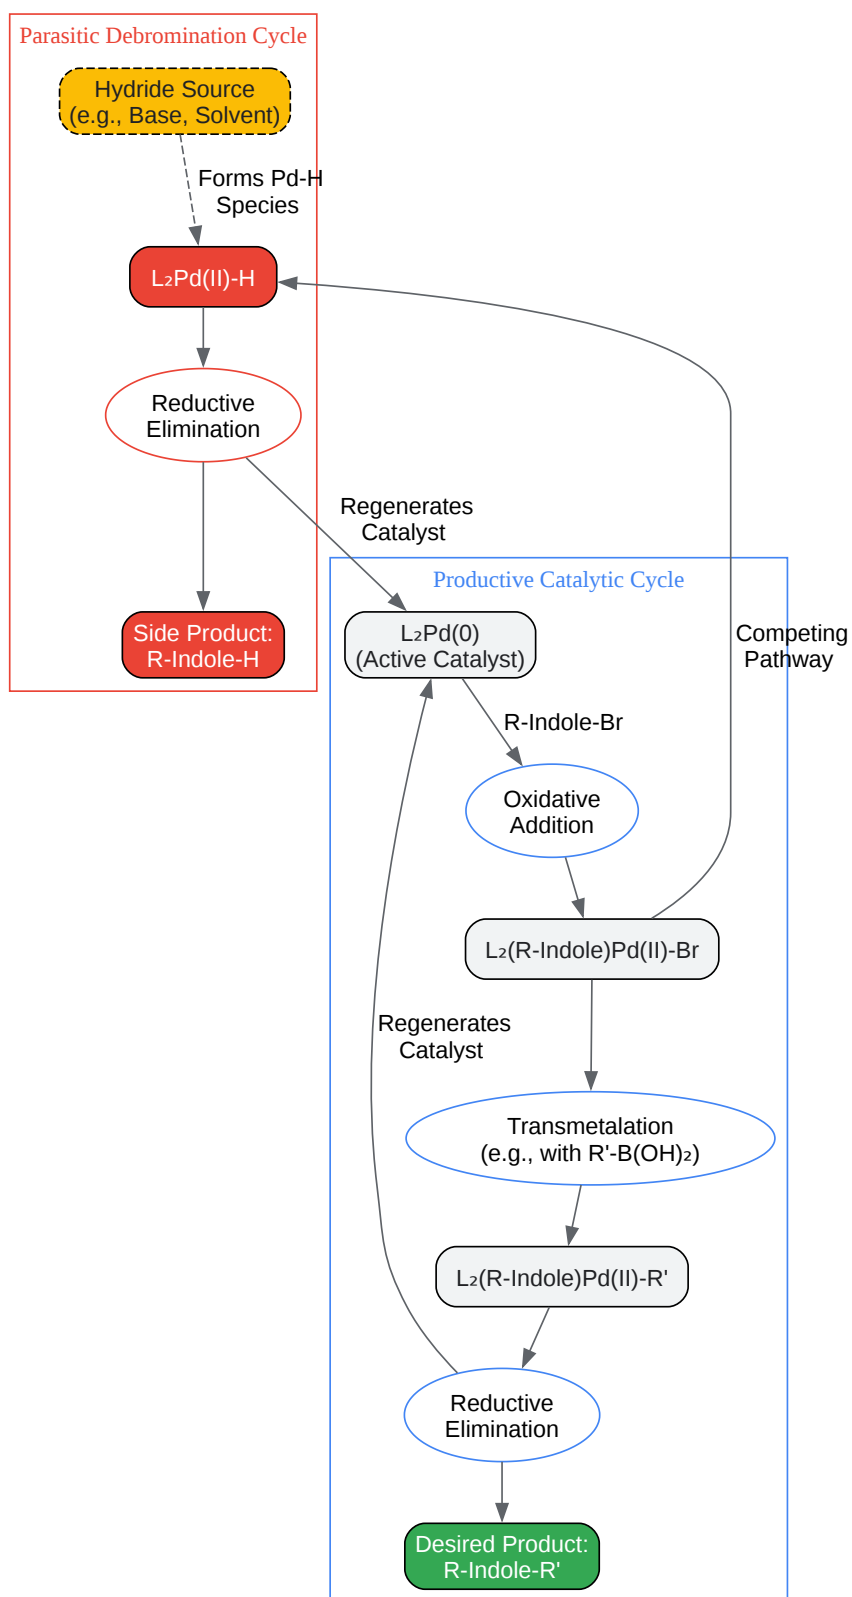 Parasitic Debromination Cycle
Hydride Source
(e.g., Base, Solvent)
Forms Pd-H
Species
L₂Pd(II)-H
Reductive
Elimination
Regenerates
Catalyst
Side Product:
R-Indole-H
Productive Catalytic Cycle
L₂Pd(0)
(Active Catalyst)
Competing
Pathway
R-Indole-Br
Oxidative
Addition
L₂(R-Indole)Pd(II)-Br
Regenerates
Catalyst
Transmetalation
(e.g., with R'-B(OH)₂)
L₂(R-Indole)Pd(II)-R'
Reductive
Elimination
Desired Product:
R-Indole-R'